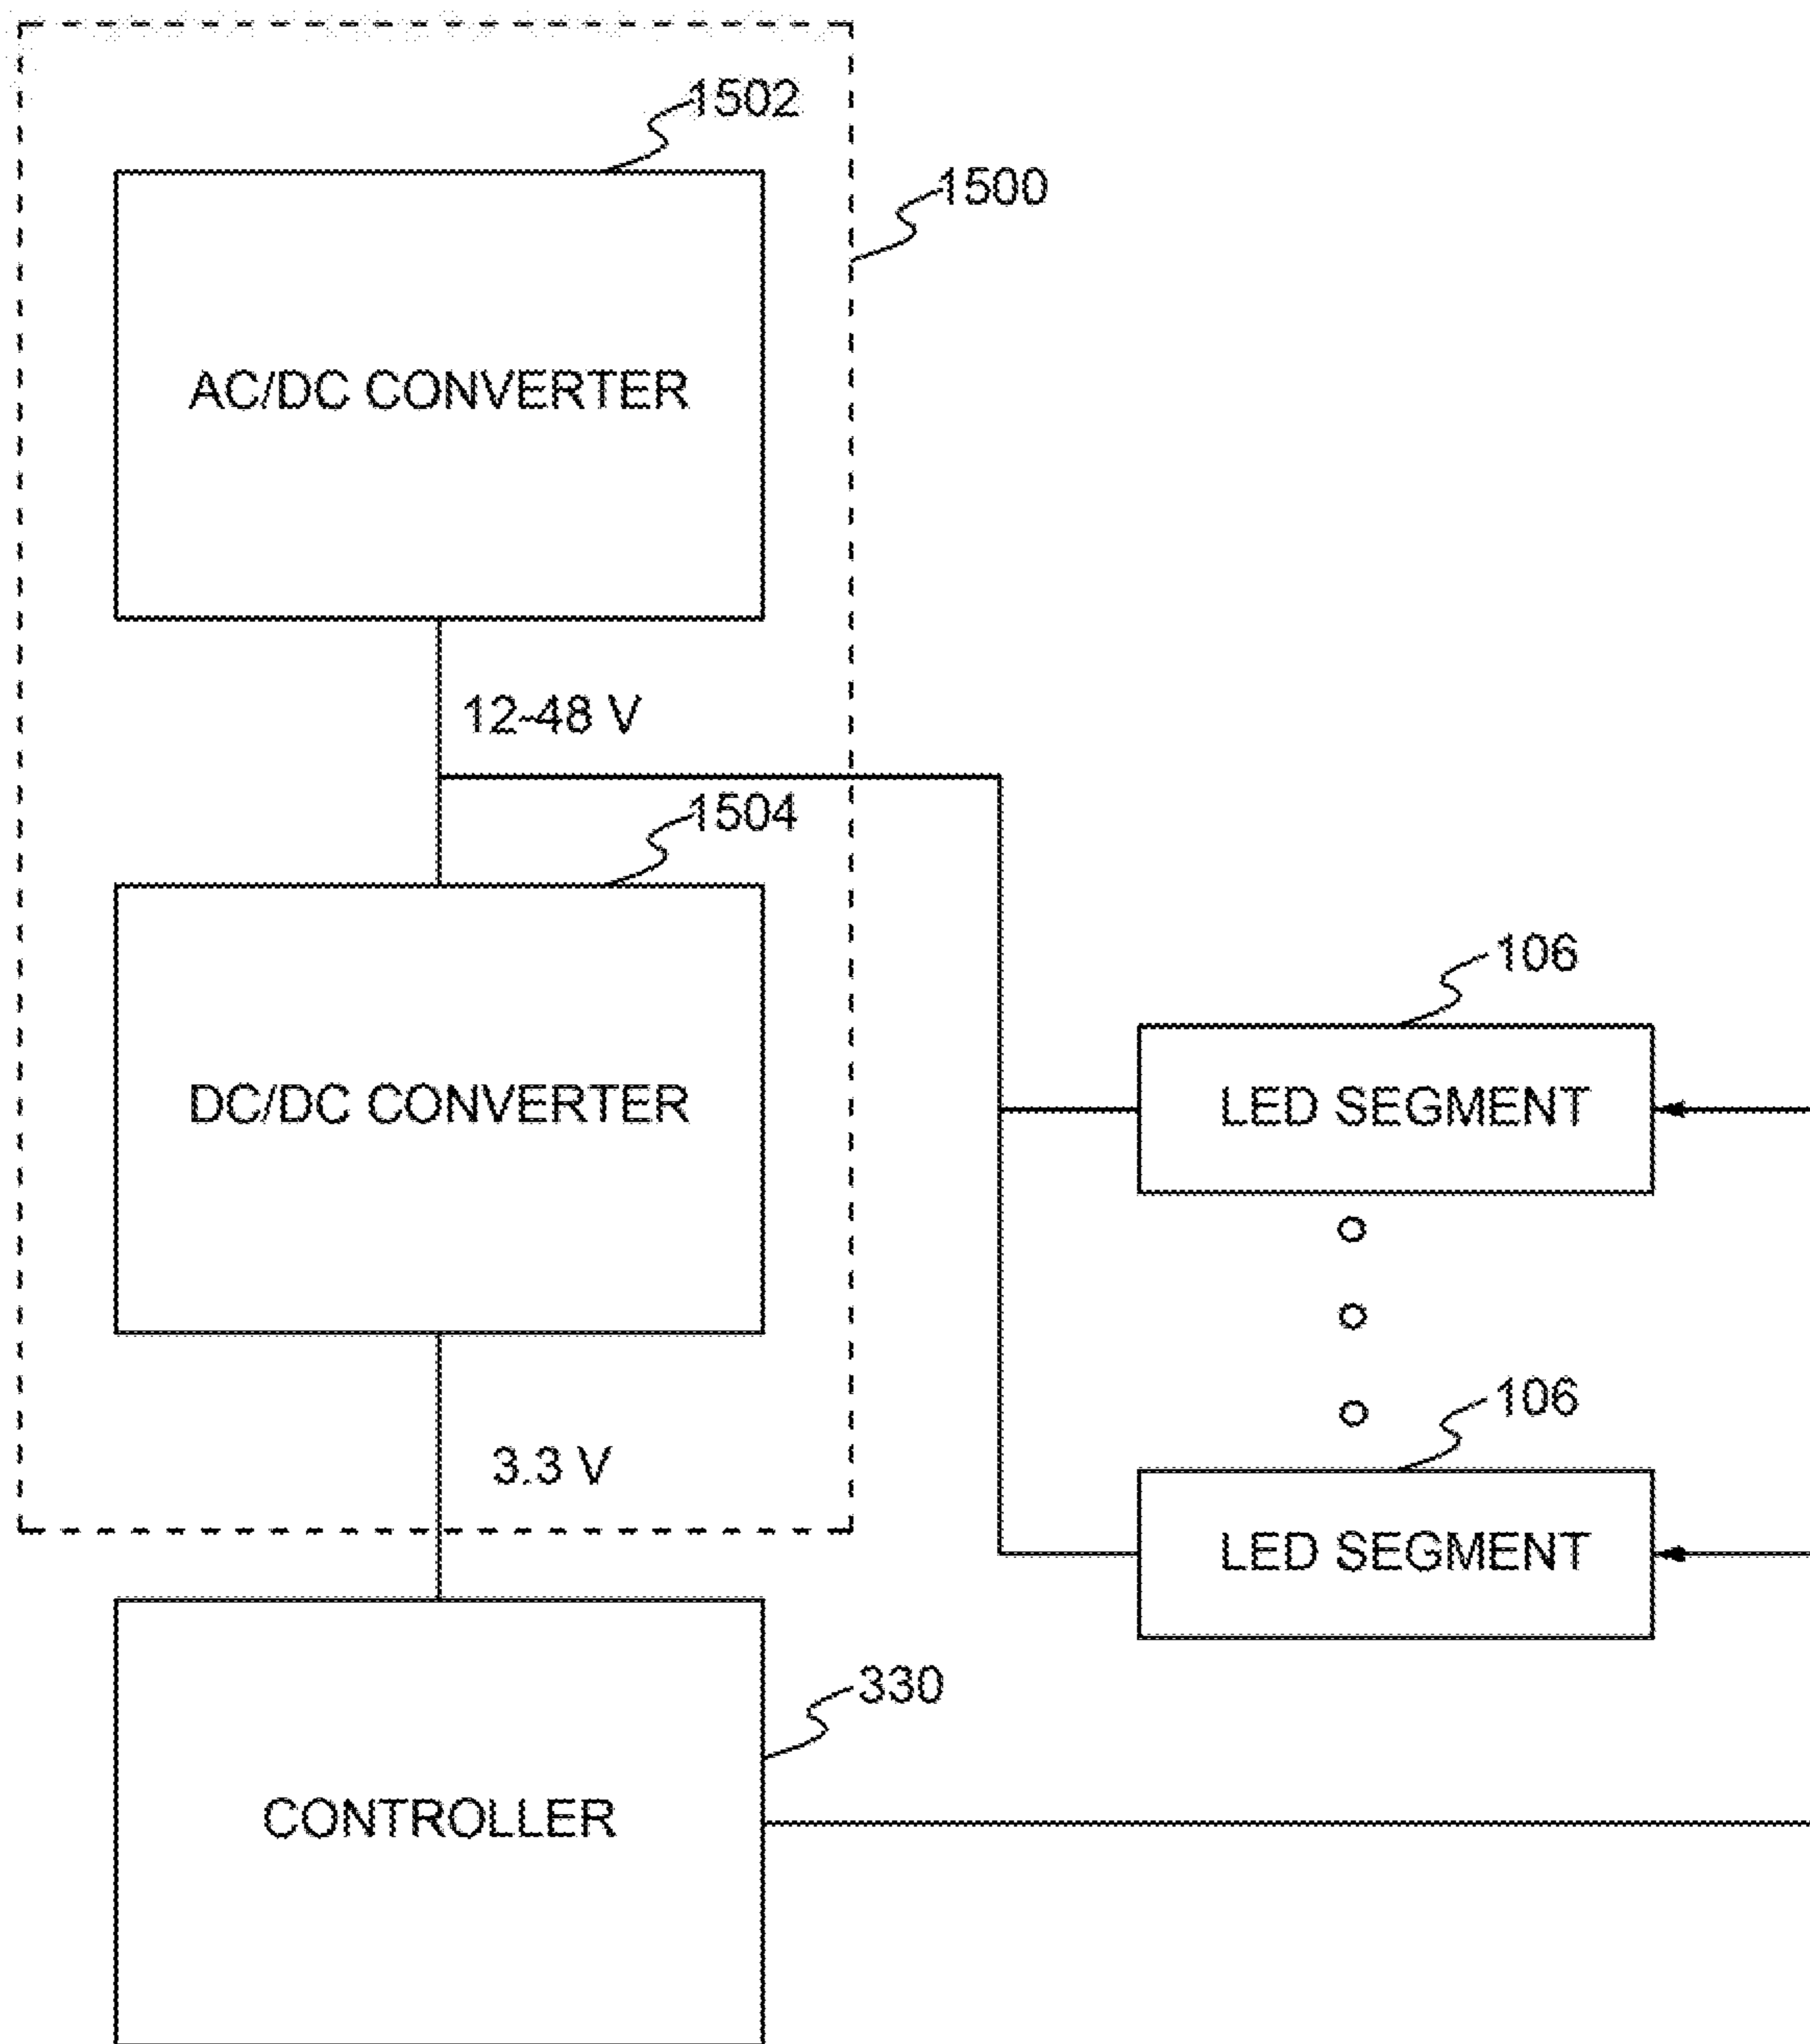 1502
1500
AC/DC CONVERTER
12-48 V
1504
106
DC/DC CONVERTER
LED SEGMENT
106
3.3 V
LED SEGMENT
330
CONTROLLER